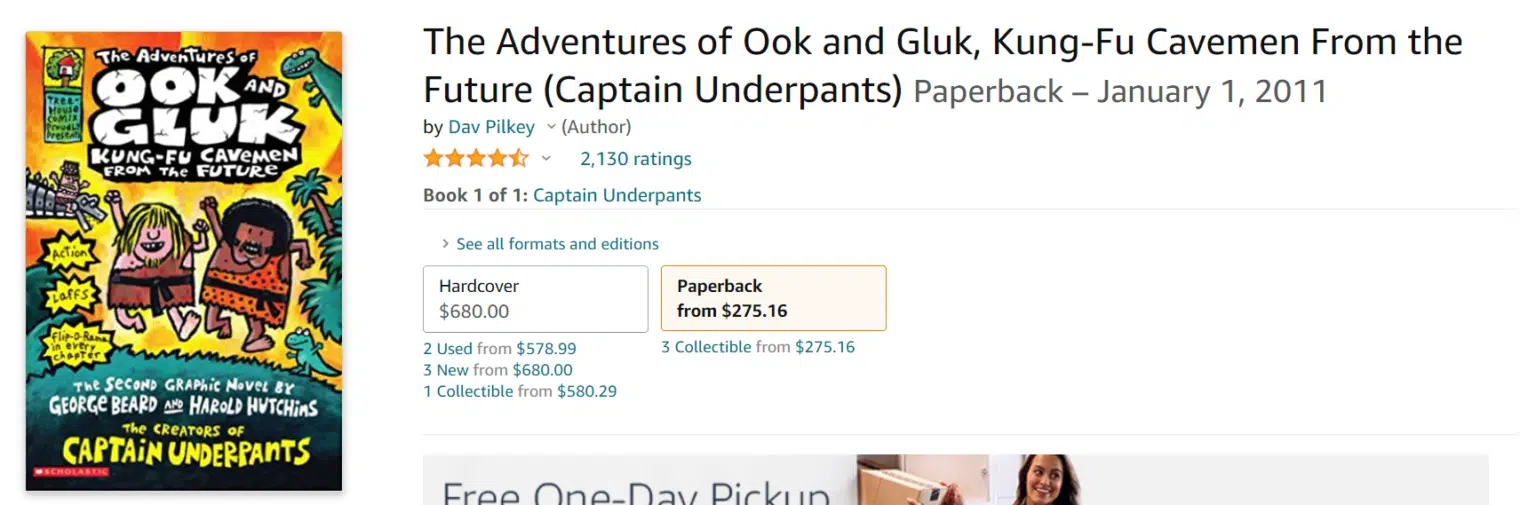 The Adventures of
OOK AND
GLUK
KUNG-FU CAVEMEN
FROM THE FUTURE
TREE-
HOUSE
COMIX
PROUDLY
PRESENTS
Action
Laffs
Flip-O-Rama
in every
chapter
The Second Graphic Novel by
George Beard and Harold Hutchins
The Creators of
CAPTAIN UNDERPANTS
SCHOLASTIC
The Adventures of Ook and Gluk, Kung-Fu Cavemen From the
Future (Captain Underpants) Paperback – January 1, 2011
by Dav Pilkey (Author)
2,130 ratings
Book 1 of 1: Captain Underpants
See all formats and editions
Hardcover
$680.00
2 Used from $578.99
3 New from $680.00
1 Collectible from $580.29
Paperback
from $275.16
3 Collectible from $275.16
Free One-Day Pickup